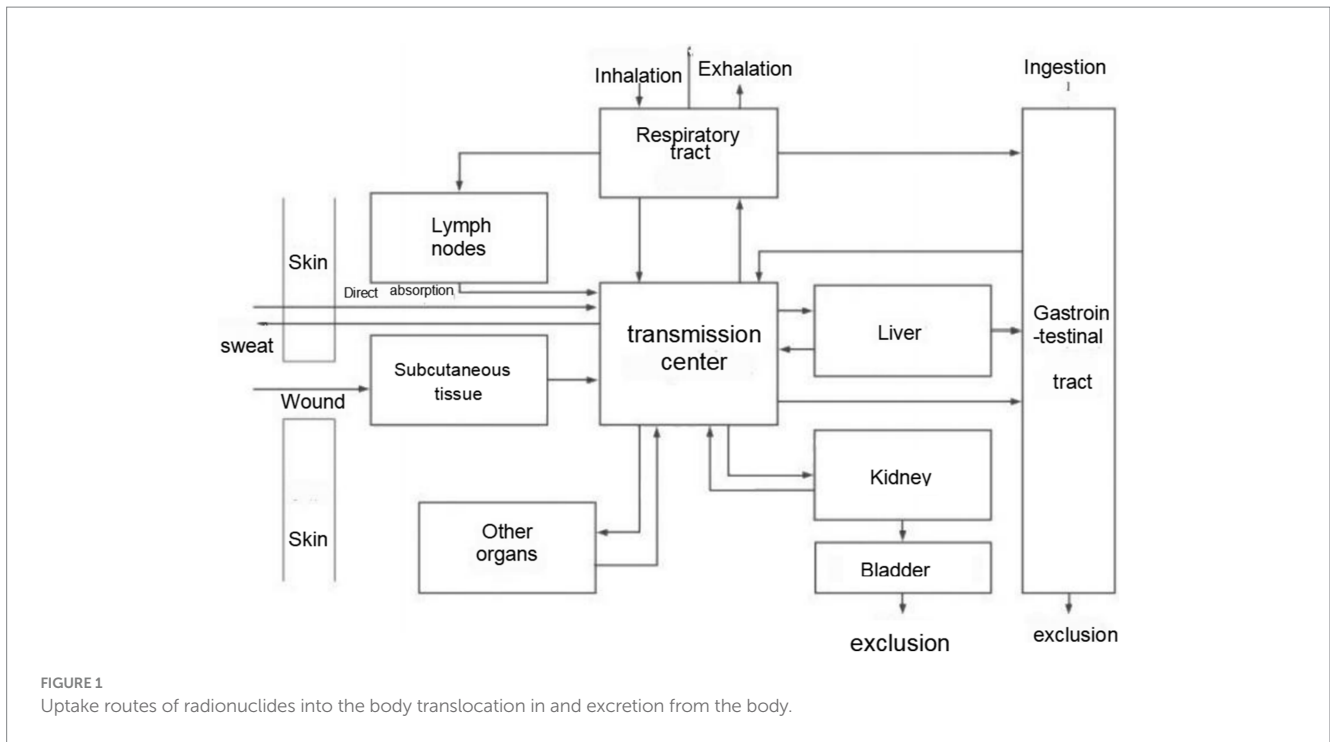 Inhalation
Exhalation
Ingestion
Respiratory
tract
Lymph
nodes
Skin
Direct absorption
sweat
transmission
center
Liver
Gastroin
-testinal
tract
Subcutaneous
tissue
Wound
Kidney
Skin
Other
organs
Bladder
exclusion
exclusion
FIGURE 1
Uptake routes of radionuclides into the body translocation in and excretion from the body.